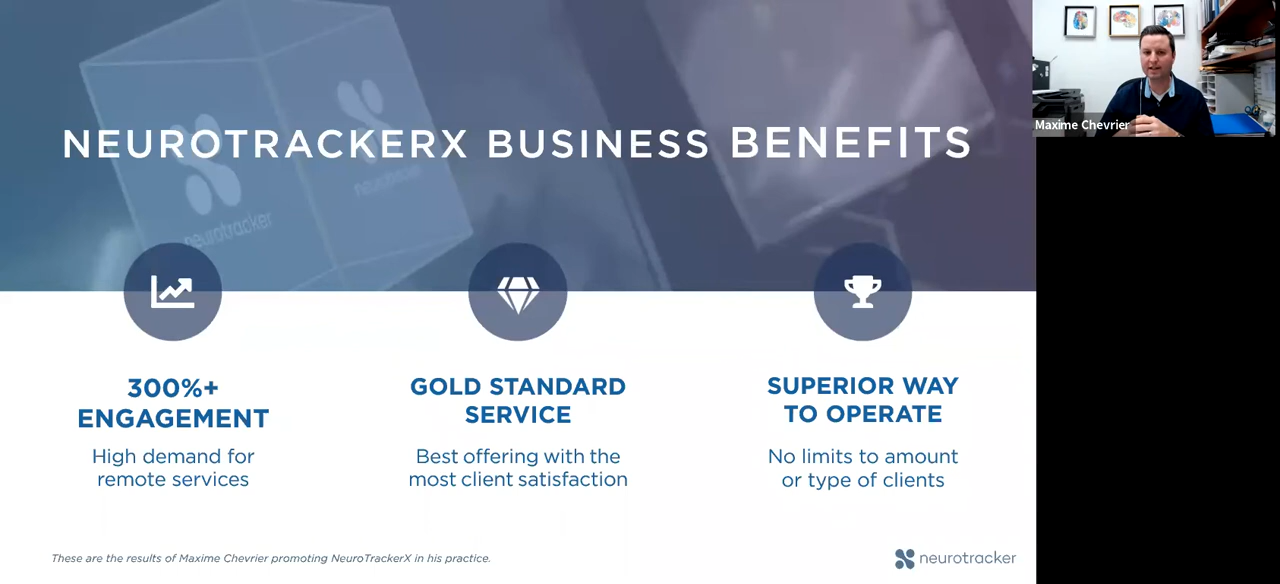 NEUROTRACKERX BUSINESS BENEFITS
neurotracker
neurotracker
Maxime Chevrier
300%+
ENGAGEMENT
High demand for
remote services
GOLD STANDARD
SERVICE
Best offering with the
most client satisfaction
SUPERIOR WAY
TO OPERATE
No limits to amount
or type of clients
These are the results of Maxime Chevrier promoting NeuroTrackerX in his practice.
neurotracker